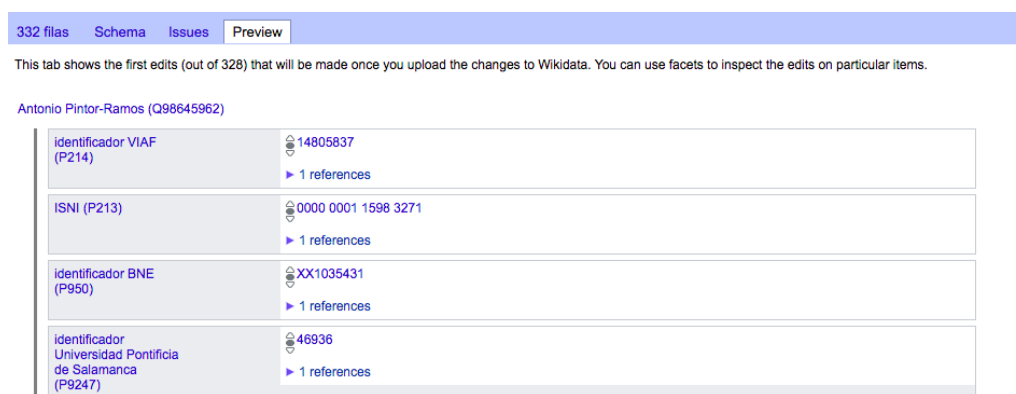 332 filas Schema Issues Preview
This tab shows the first edits (out of 328) that will be made once you upload the changes to Wikidata. You can use facets to inspect the edits on particular items.
Antonio Pintor-Ramos (Q98645962)
identificador VIAF
(P214)
14805837
1 references
ISNI (P213)
0000 0001 1598 3271
1 references
identificador BNE
(P950)
XX1035431
1 references
identificador
Universidad Pontificia
de Salamanca
(P9247)
46936
1 references